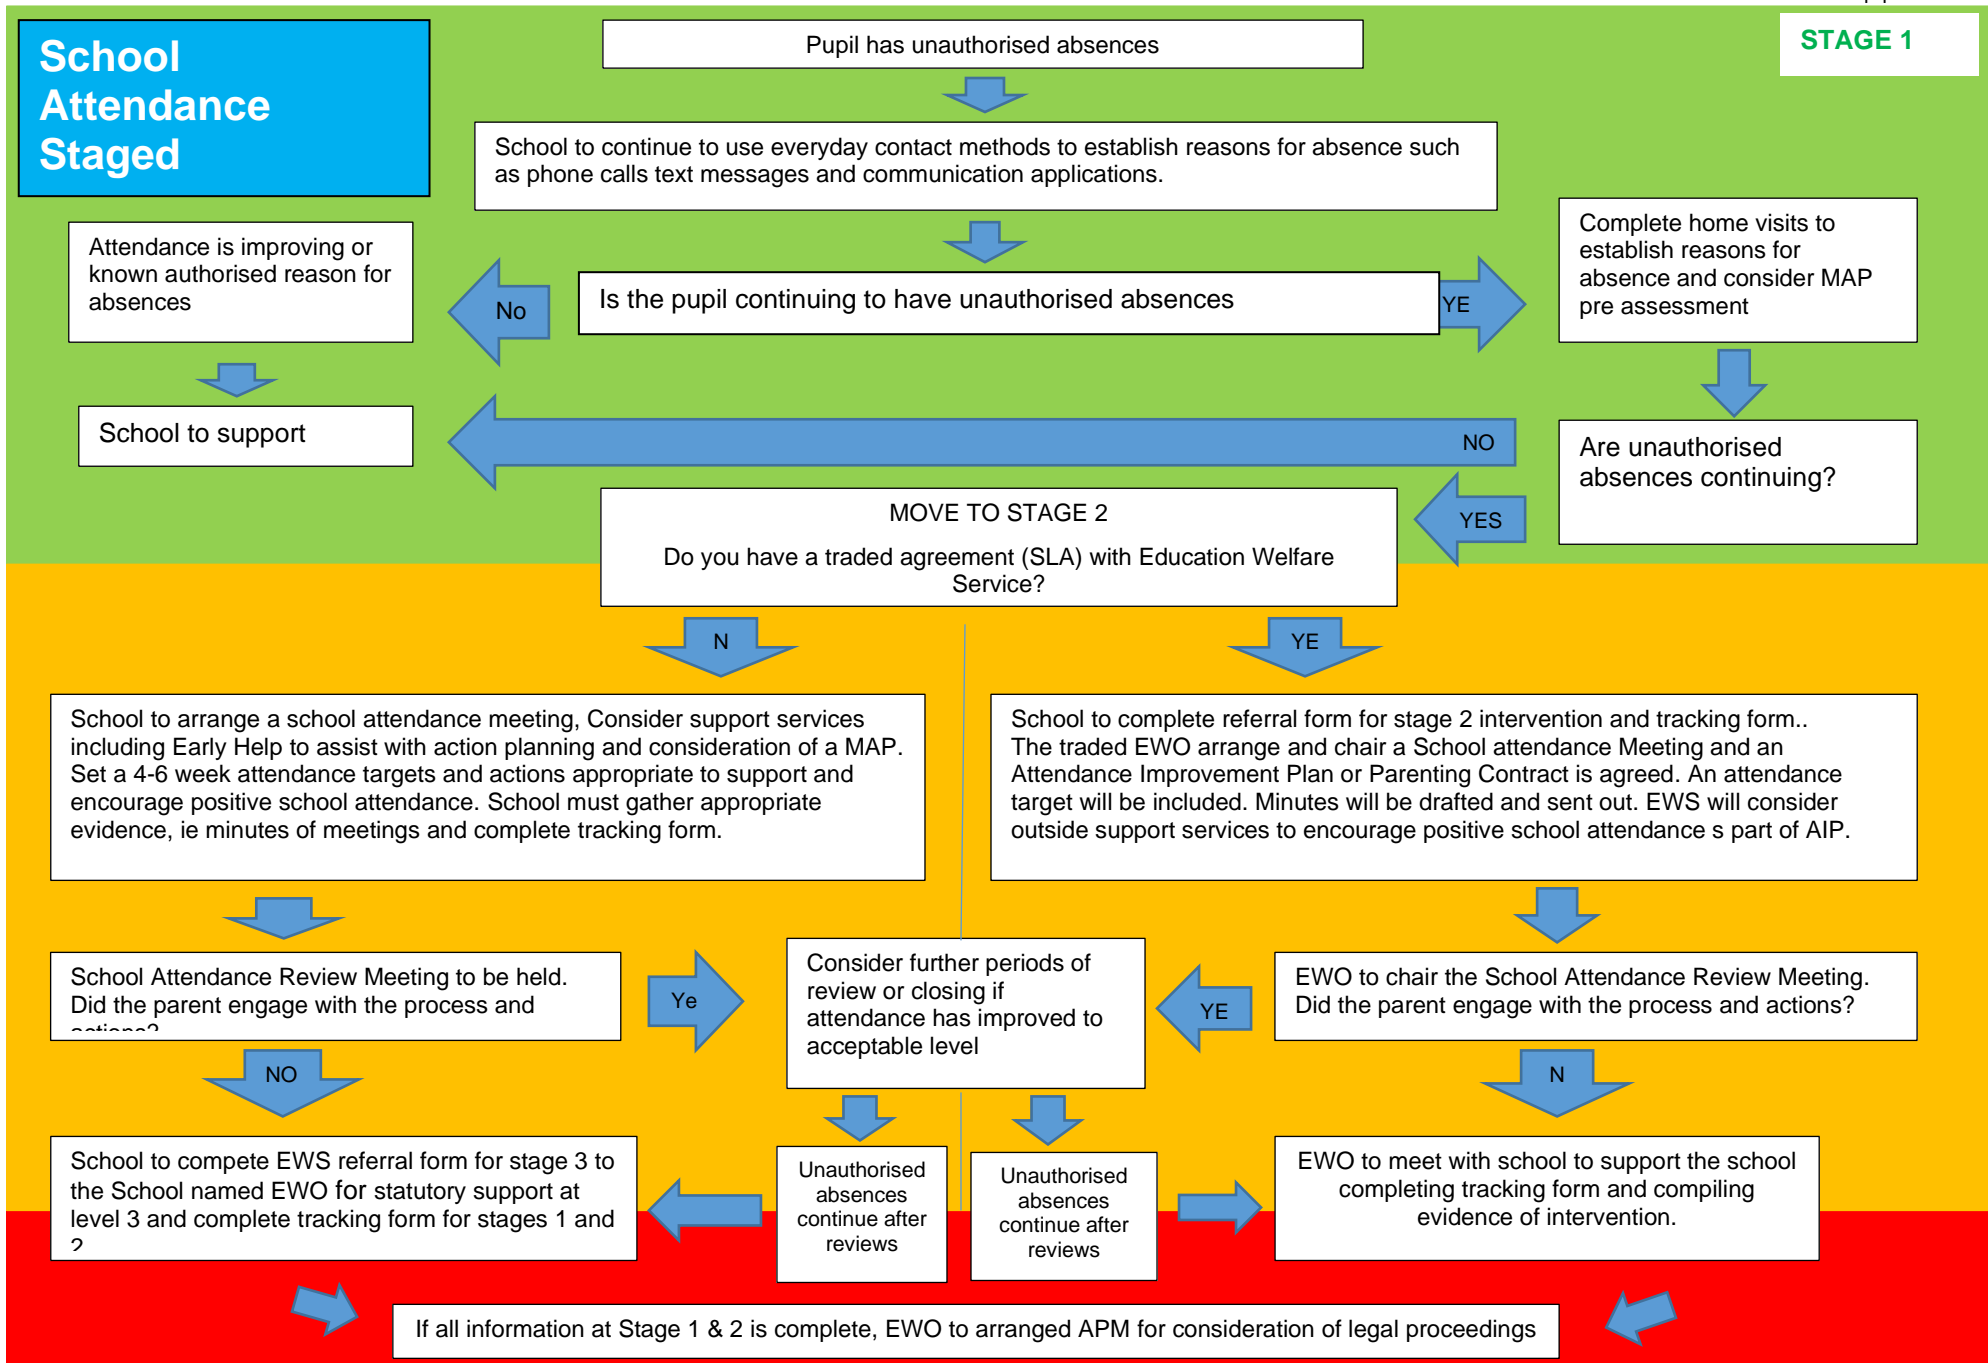 School
Attendance
Staged
Pupil has unauthorised absences
STAGE 1
School to continue to use everyday contact methods to establish reasons for absence such
as phone calls text messages and communication applications.
Attendance is improving or
known authorised reason for
absences
No
Is the pupil continuing to have unauthorised absences
YE
Complete home visits to
establish reasons for
absence and consider MAP
pre assessment
School to support
NO
Are unauthorised
absences continuing?
YES
MOVE TO STAGE 2
Do you have a traded agreement (SLA) with Education Welfare
Service?
N
YE
School to arrange a school attendance meeting, Consider support services
including Early Help to assist with action planning and consideration of a MAP.
Set a 4-6 week attendance targets and actions appropriate to support and
encourage positive school attendance. School must gather appropriate
evidence, ie minutes of meetings and complete tracking form.
School to complete referral form for stage 2 intervention and tracking form..
The traded EWO arrange and chair a School attendance Meeting and an
Attendance Improvement Plan or Parenting Contract is agreed. An attendance
target will be included. Minutes will be drafted and sent out. EWS will consider
outside support services to encourage positive school attendance s part of AIP.
School Attendance Review Meeting to be held.
Did the parent engage with the process and
actions?
Ye
Consider further periods of
review or closing if
attendance has improved to
acceptable level
YE
EWO to chair the School Attendance Review Meeting.
Did the parent engage with the process and actions?
NO
N
School to compete EWS referral form for stage 3 to
the School named EWO for statutory support at
level 3 and complete tracking form for stages 1 and
2
Unauthorised
absences
continue after
reviews
Unauthorised
absences
continue after
reviews
EWO to meet with school to support the school
completing tracking form and compiling
evidence of intervention.
If all information at Stage 1 & 2 is complete, EWO to arranged APM for consideration of legal proceedings